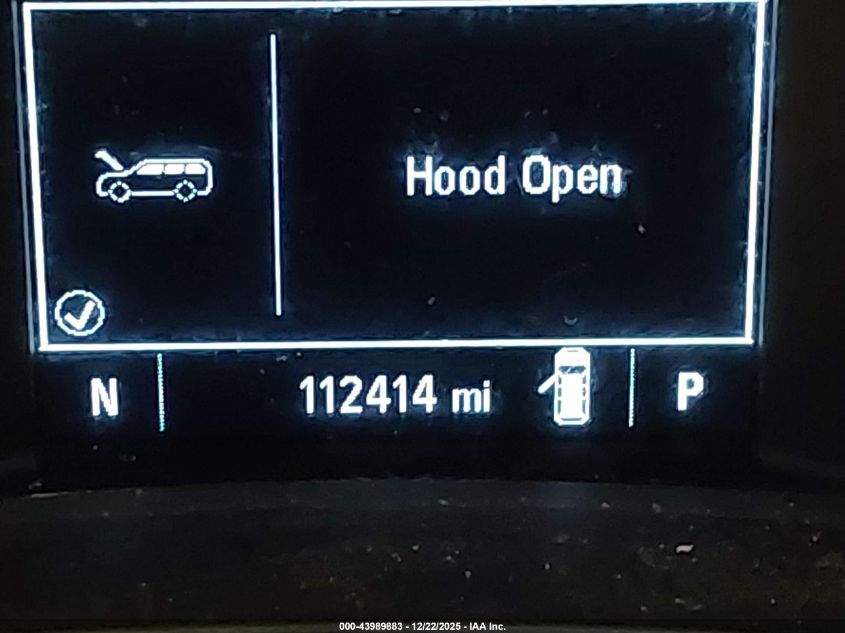 Hood Open
N 112414 mi P
000-43989883 - 12/22/2025 - IAA Inc.